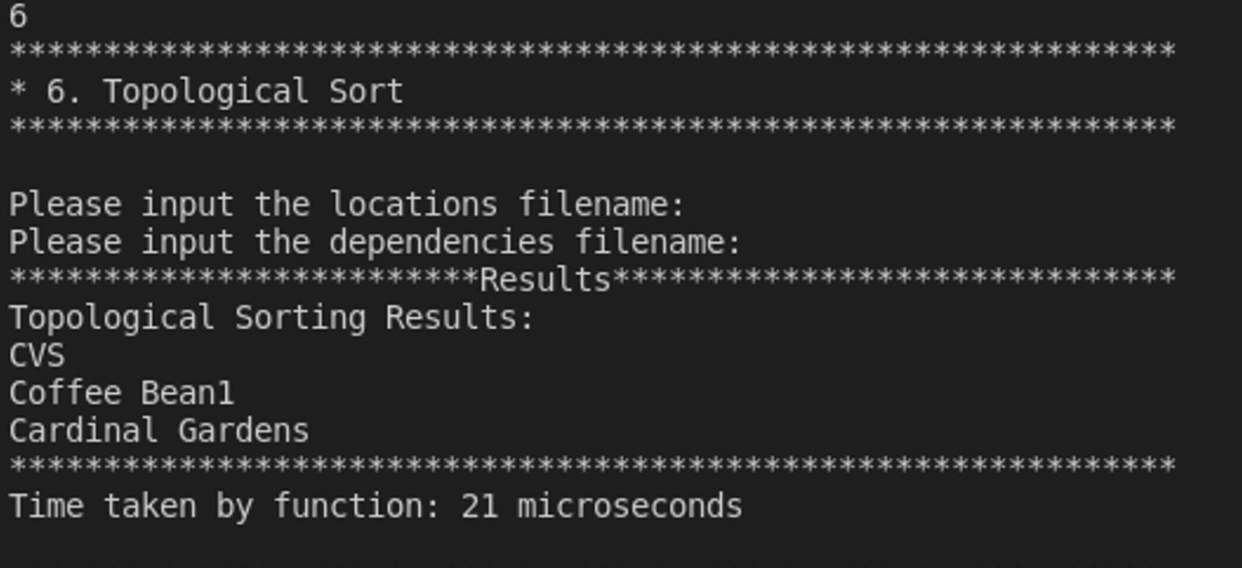 6
**************************************************************
* 6. Topological Sort
**************************************************************
Please input the locations filename:
Please input the dependencies filename:
*************************Results******************************
Topological Sorting Results:
CVS
Coffee Bean1
Cardinal Gardens
**************************************************************
Time taken by function: 21 microseconds